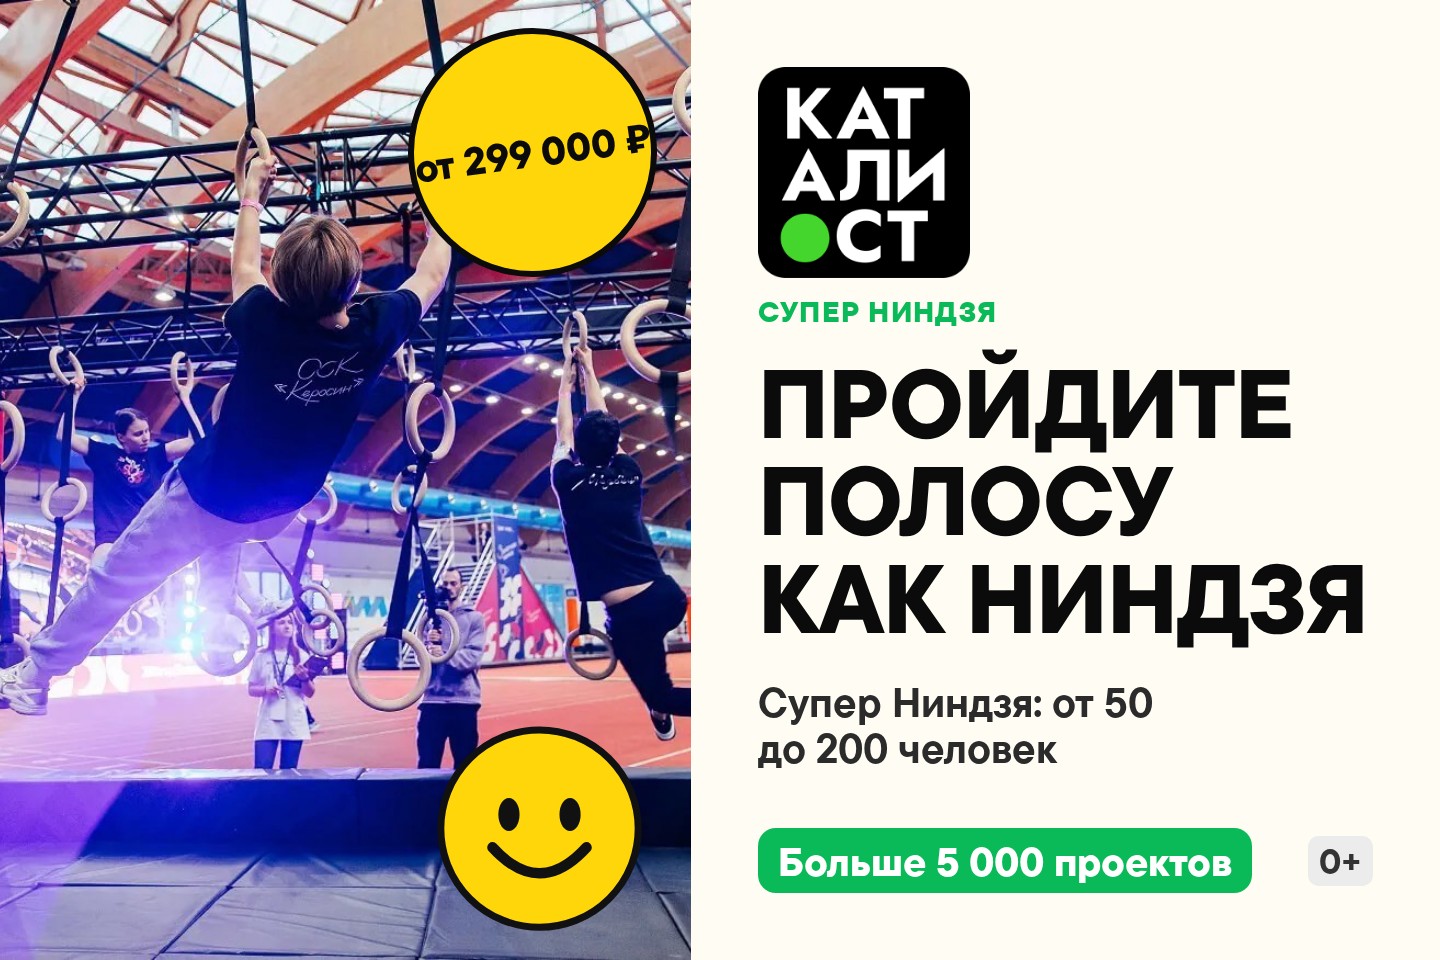 от 299 000 ₽
КАТ
АЛИ
СТ
СУПЕР НИНДЗЯ
ПРОЙДИТЕ
ПОЛОСУ
КАК НИНДЗЯ
Супер Ниндзя: от 50
до 200 человек
Больше 5 000 проектов
0+
ОСК
«Керосин»